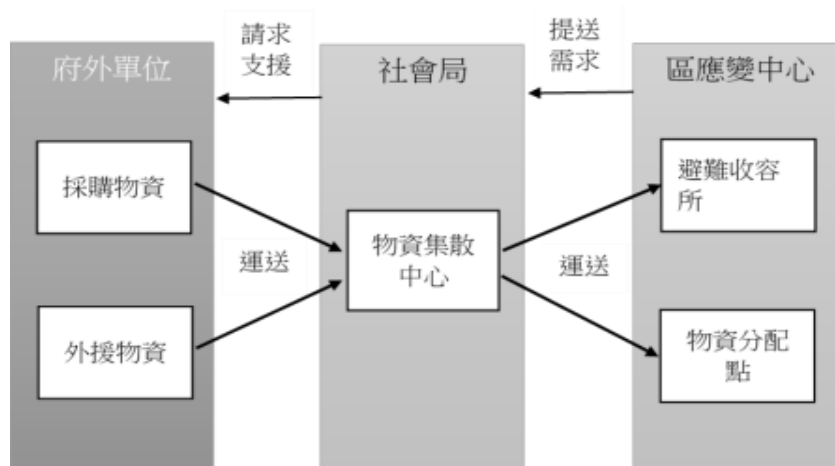 府外單位
請求
支援
社會局
提送
需求
區應變中心
採購物資
外援物資
運送
物資集散
中心
運送
避難收容
所
物資分配
點